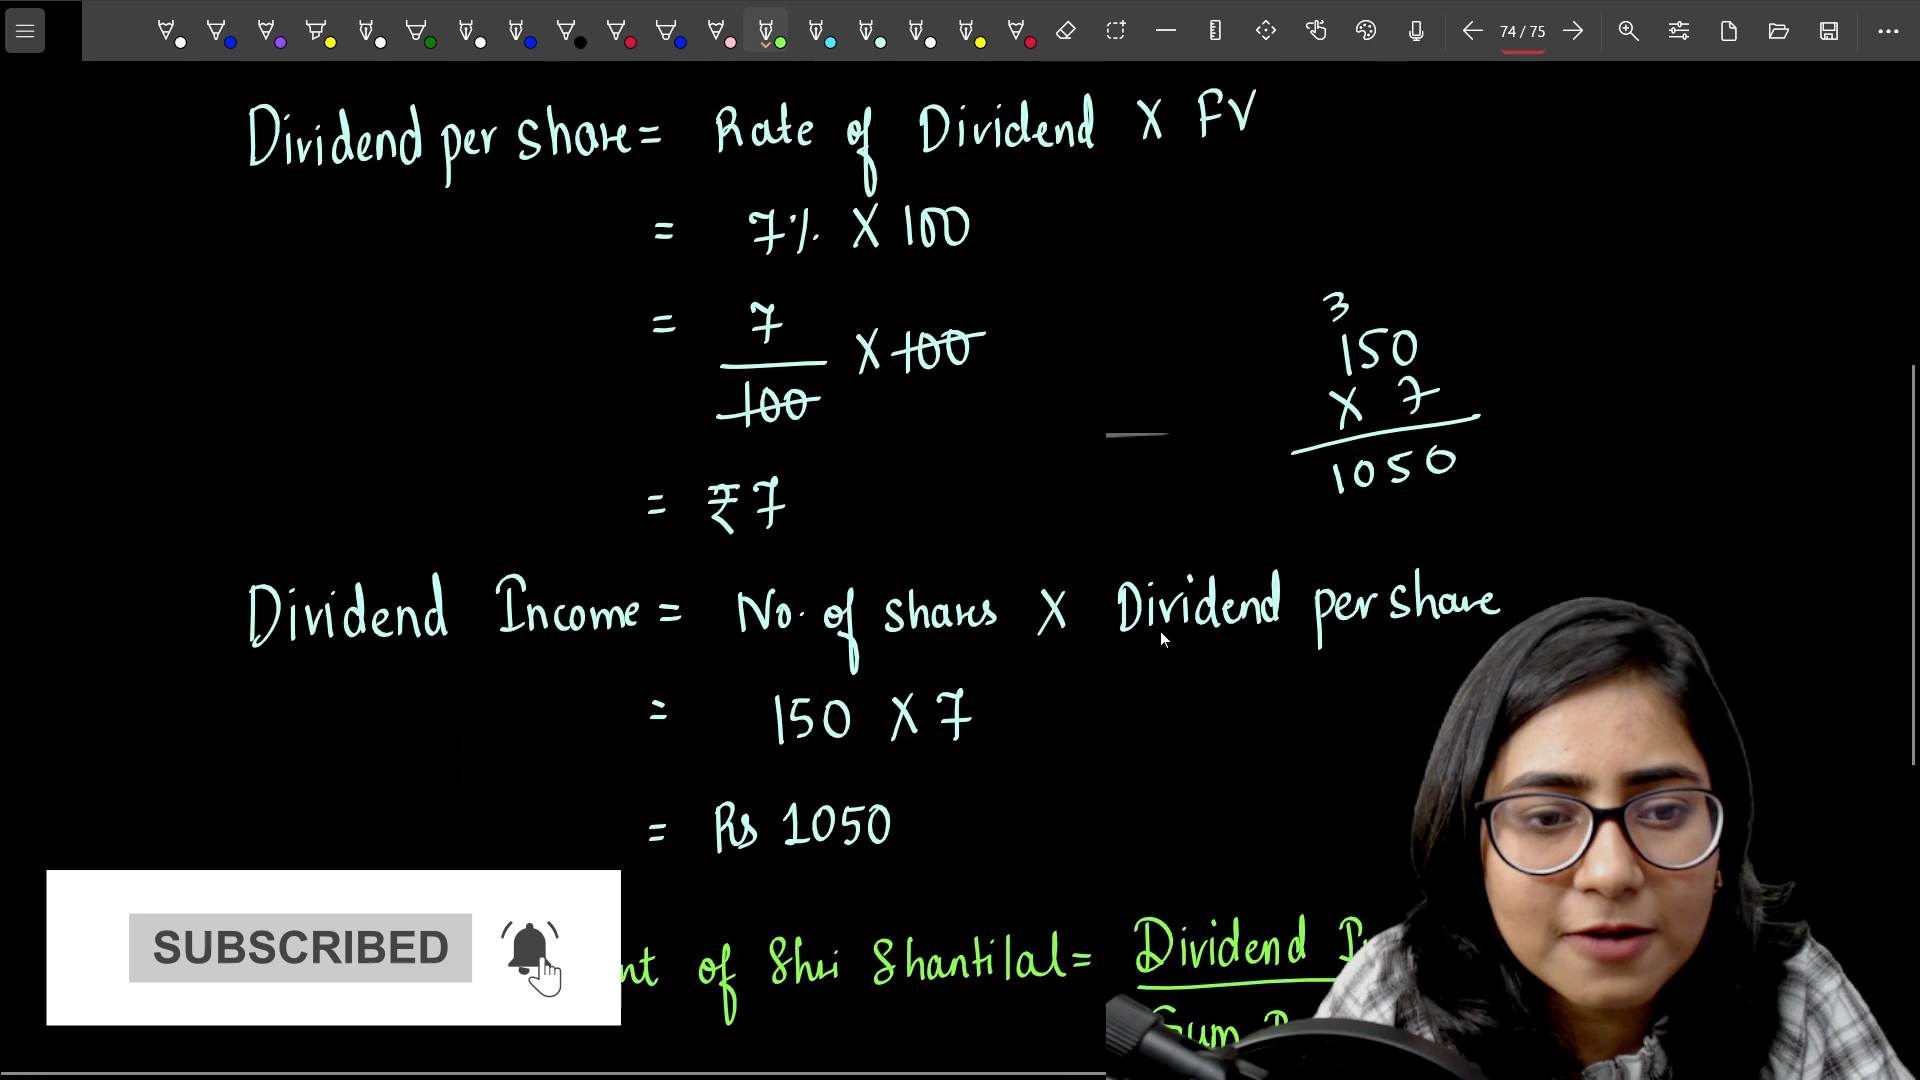 74 / 75
Dividend per share = Rate of Dividend X FV
= 7% X 100
= 7/100 X 100
3
150
X 7
1050
= ₹7
Dividend Income = No. of shares X Dividend per share
= 150 X 7
= Rs 1050
SUBSCRIBED
of Shri Shantilal = Dividend
Sum